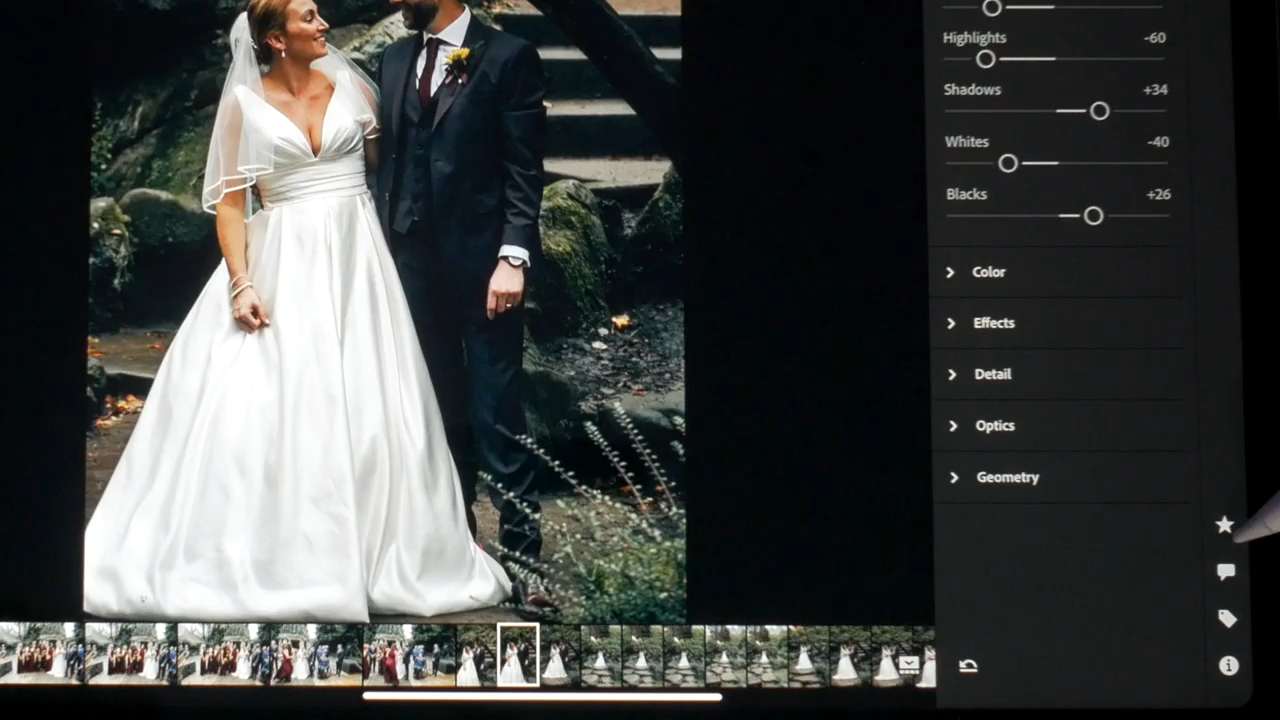 Highlights -60
Shadows +34
Whites -40
Blacks +26
Color
Effects
Detail
Optics
Geometry